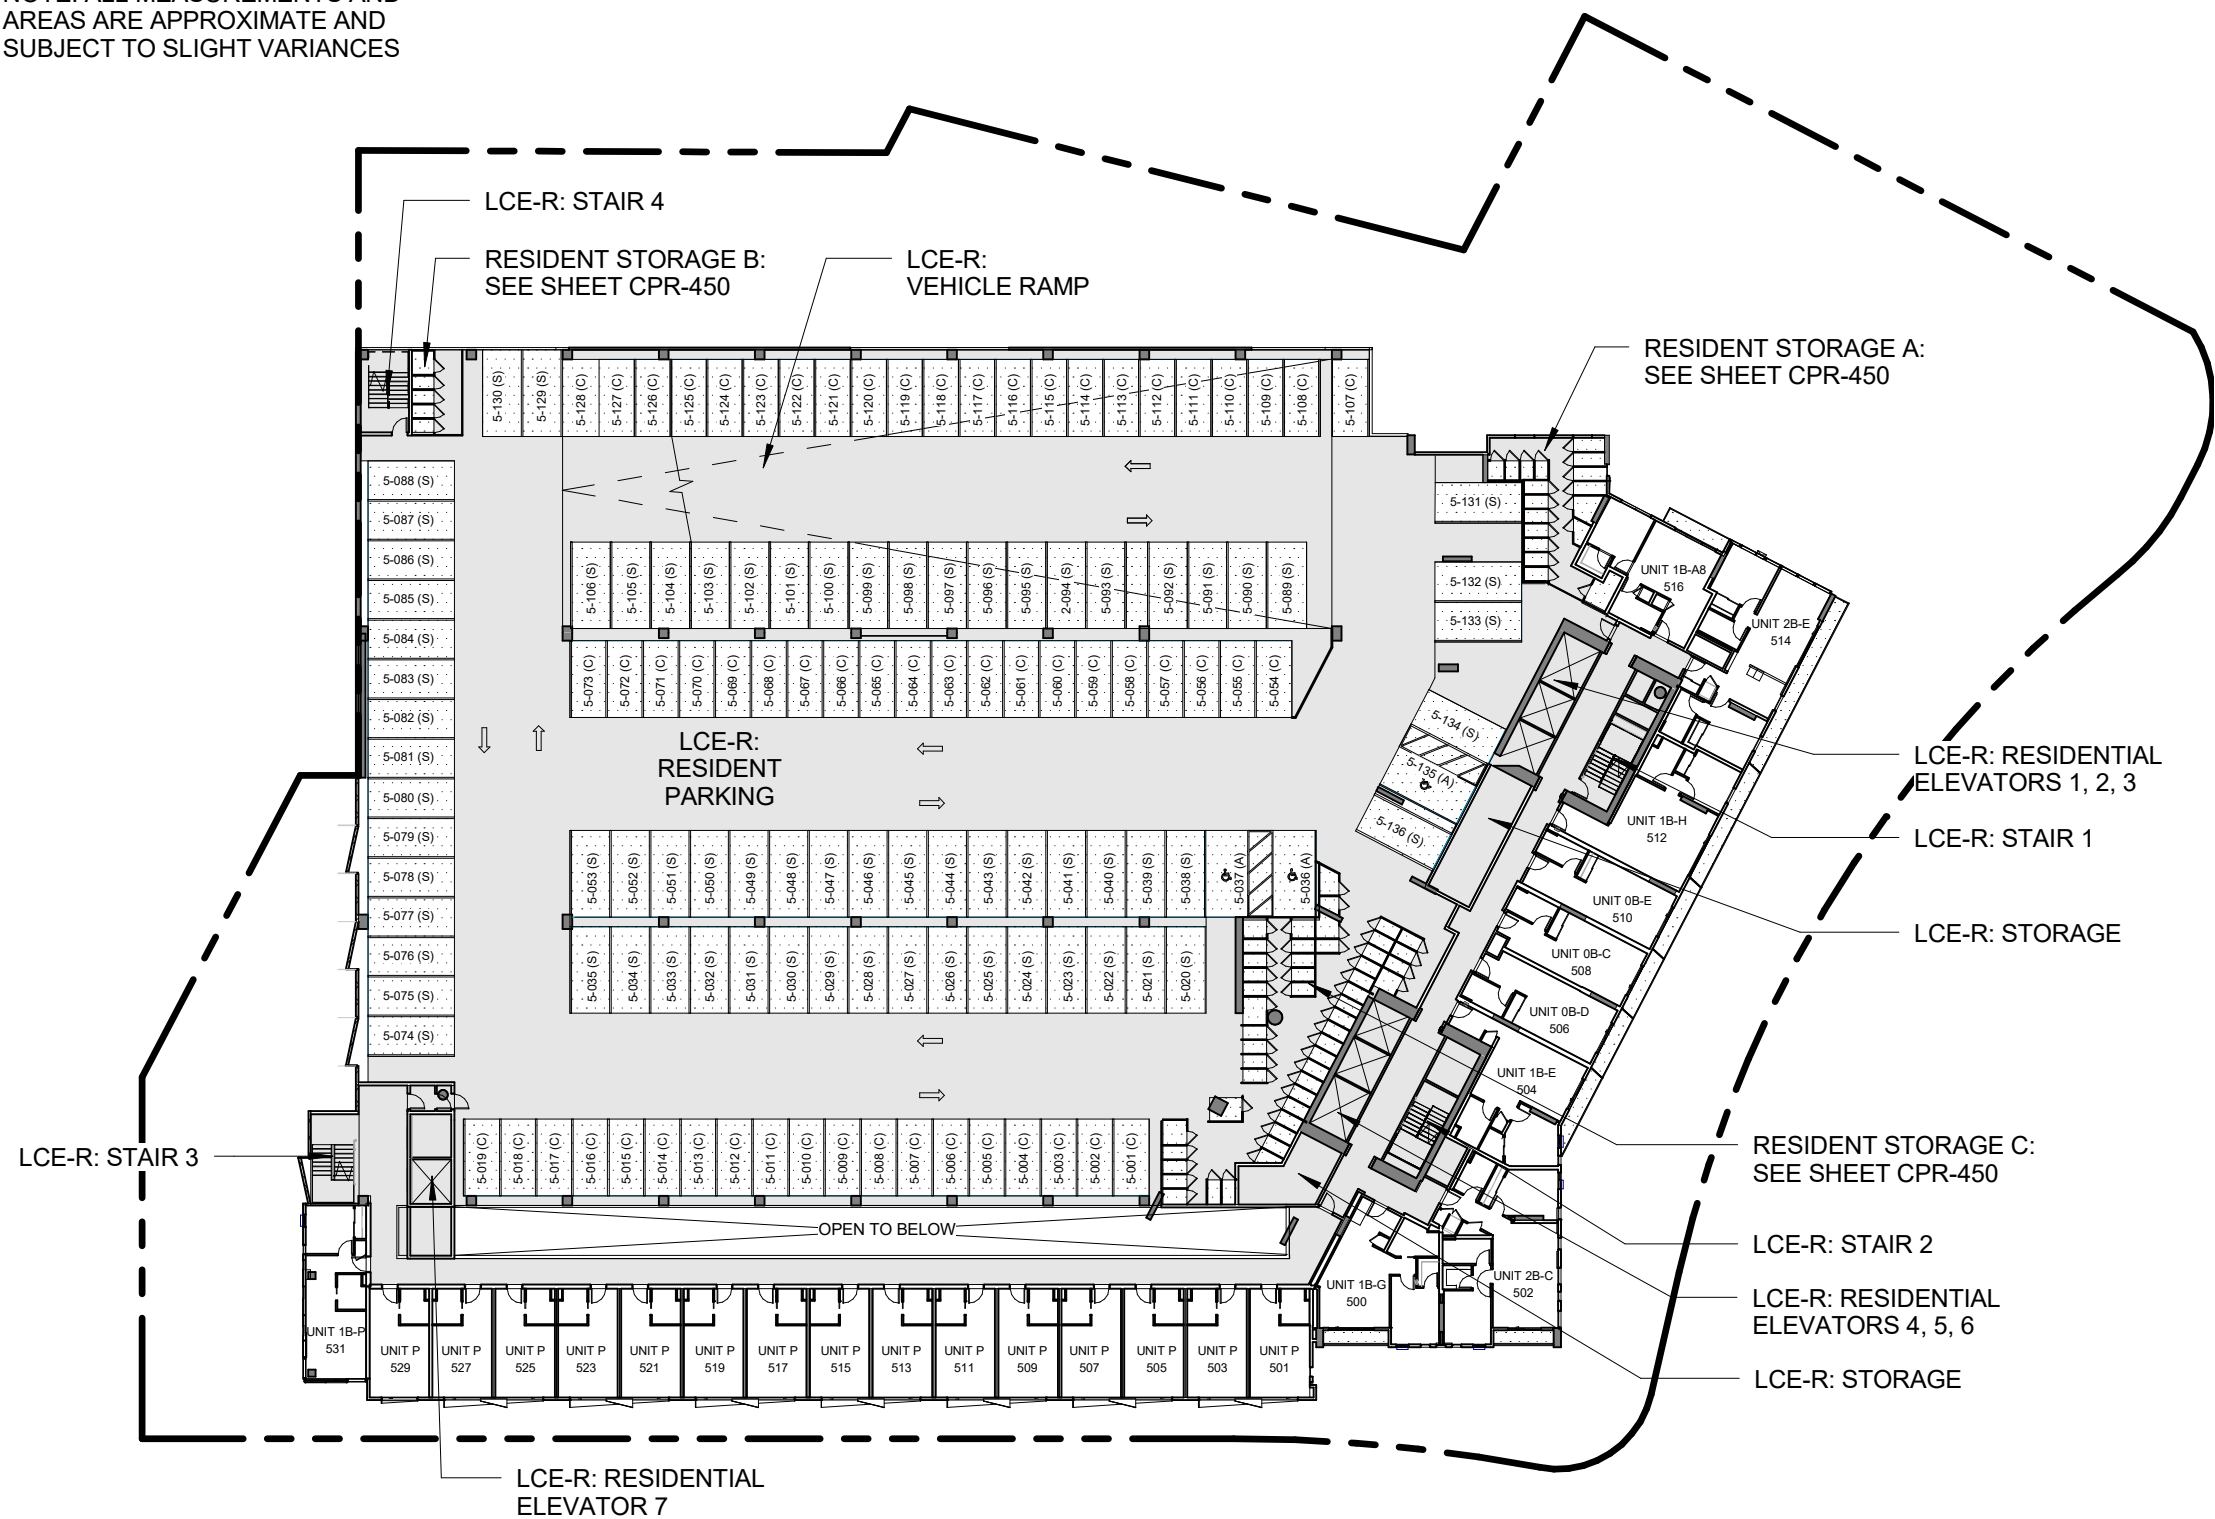 AREAS ARE APPROXIMATE AND
SUBJECT TO SLIGHT VARIANCES
LCE-R: STAIR 4
RESIDENT STORAGE B:
SEE SHEET CPR-450
LCE-R:
VEHICLE RAMP
RESIDENT STORAGE A:
SEE SHEET CPR-450
5-130 (S)
5-129 (S)
5-128 (C)
5-127 (C)
5-126 (C)
5-125 (C)
5-124 (C)
5-123 (C)
5-122 (C)
5-121 (C)
5-120 (C)
5-119 (C)
5-118 (C)
5-117 (C)
5-116 (C)
5-115 (C)
5-114 (C)
5-113 (C)
5-112 (C)
5-111 (C)
5-110 (C)
5-109 (C)
5-108 (C)
5-107 (C)
5-088 (S)
5-087 (S)
5-086 (S)
5-085 (S)
5-084 (S)
5-083 (S)
5-082 (S)
5-081 (S)
5-080 (S)
5-079 (S)
5-078 (S)
5-077 (S)
5-076 (S)
5-075 (S)
5-074 (S)
5-131 (S)
5-132 (S)
5-133 (S)
5-106 (S)
5-105 (S)
5-104 (S)
5-103 (S)
5-102 (S)
5-101 (S)
5-100 (S)
5-099 (S)
5-098 (S)
5-097 (S)
5-096 (S)
5-095 (S)
2-094 (S)
5-093 (S)
5-092 (S)
5-091 (S)
5-090 (S)
5-089 (S)
5-073 (C)
5-072 (C)
5-071 (C)
5-070 (C)
5-069 (C)
5-068 (C)
5-067 (C)
5-066 (C)
5-065 (C)
5-064 (C)
5-063 (C)
5-062 (C)
5-061 (C)
5-060 (C)
5-059 (C)
5-058 (C)
5-057 (C)
5-056 (C)
5-055 (C)
5-054 (C)
LCE-R:
RESIDENT
PARKING
5-134 (S)
5-135 (A)
5-136 (S)
5-053 (S)
5-052 (S)
5-051 (S)
5-050 (S)
5-049 (S)
5-048 (S)
5-047 (S)
5-046 (S)
5-045 (S)
5-044 (S)
5-043 (S)
5-042 (S)
5-041 (S)
5-040 (S)
5-039 (S)
5-038 (S)
5-037 (A)
5-036 (A)
5-035 (S)
5-034 (S)
5-033 (S)
5-032 (S)
5-031 (S)
5-030 (S)
5-029 (S)
5-028 (S)
5-027 (S)
5-026 (S)
5-025 (S)
5-024 (S)
5-023 (S)
5-022 (S)
5-021 (S)
5-020 (S)
5-019 (C)
5-018 (C)
5-017 (C)
5-016 (C)
5-015 (C)
5-014 (C)
5-013 (C)
5-012 (C)
5-011 (C)
5-010 (C)
5-009 (C)
5-008 (C)
5-007 (C)
5-006 (C)
5-005 (C)
5-004 (C)
5-003 (C)
5-002 (C)
5-001 (C)
UNIT 1B-A8
516
UNIT 2B-E
514
UNIT 1B-H
512
UNIT 0B-E
510
UNIT 0B-C
508
UNIT 0B-D
506
UNIT 1B-E
504
UNIT 2B-C
502
UNIT 1B-G
500
LCE-R: RESIDENTIAL
ELEVATORS 1, 2, 3
LCE-R: STAIR 1
LCE-R: STORAGE
RESIDENT STORAGE C:
SEE SHEET CPR-450
LCE-R: STAIR 2
LCE-R: RESIDENTIAL
ELEVATORS 4, 5, 6
LCE-R: STORAGE
LCE-R: STAIR 3
OPEN TO BELOW
UNIT 1B-P
531
UNIT P
529
UNIT P
527
UNIT P
525
UNIT P
523
UNIT P
521
UNIT P
519
UNIT P
517
UNIT P
515
UNIT P
513
UNIT P
511
UNIT P
509
UNIT P
507
UNIT P
505
UNIT P
503
UNIT P
501
LCE-R: RESIDENTIAL
ELEVATOR 7